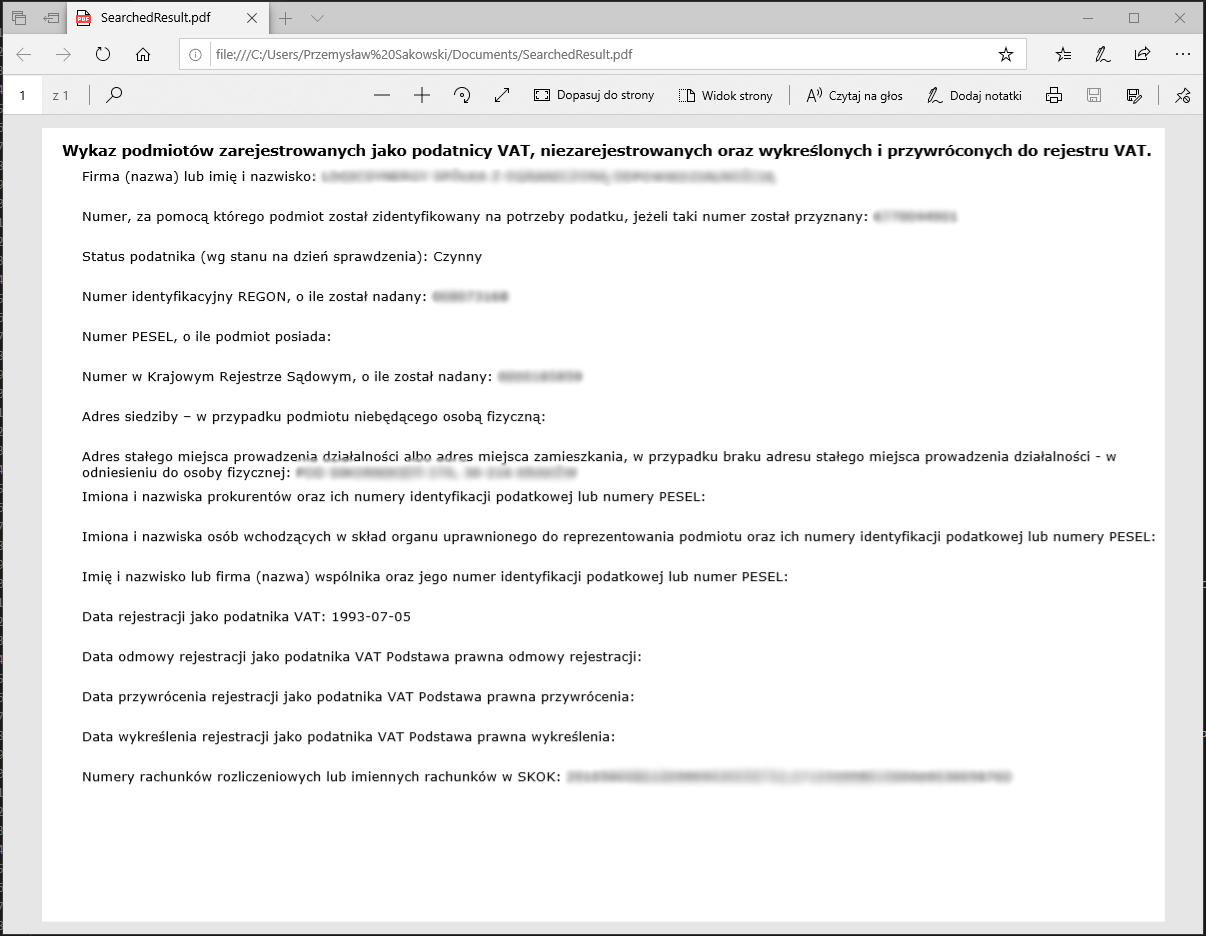 SearchedResult.pdf
file:///C:/Users/Przemysław%20Sakowski/Documents/SearchedResult.pdf
1 z 1 Dopasuj do strony Widok strony Czytaj na głos Dodaj notatki
Wykaz podmiotów zarejestrowanych jako podatnicy VAT, niezarejestrowanych oraz wykreślonych i przywróconych do rejestru VAT.
Firma (nazwa) lub imię i nazwisko:
Numer, za pomocą którego podmiot został zidentyfikowany na potrzeby podatku, jeżeli taki numer został przyznany:
Status podatnika (wg stanu na dzień sprawdzenia): Czynny
Numer identyfikacyjny REGON, o ile został nadany:
Numer PESEL, o ile podmiot posiada:
Numer w Krajowym Rejestrze Sądowym, o ile został nadany:
Adres siedziby – w przypadku podmiotu niebędącego osobą fizyczną:
Adres stałego miejsca prowadzenia działalności albo adres miejsca zamieszkania, w przypadku braku adresu stałego miejsca prowadzenia działalności - w
odniesieniu do osoby fizycznej:
Imiona i nazwiska prokurentów oraz ich numery identyfikacji podatkowej lub numery PESEL:
Imiona i nazwiska osób wchodzących w skład organu uprawnionego do reprezentowania podmiotu oraz ich numery identyfikacji podatkowej lub numery PESEL:
Imię i nazwisko lub firma (nazwa) wspólnika oraz jego numer identyfikacji podatkowej lub numer PESEL:
Data rejestracji jako podatnika VAT: 1993-07-05
Data odmowy rejestracji jako podatnika VAT Podstawa prawna odmowy rejestracji:
Data przywrócenia rejestracji jako podatnika VAT Podstawa prawna przywrócenia:
Data wykreślenia rejestracji jako podatnika VAT Podstawa prawna wykreślenia:
Numery rachunków rozliczeniowych lub imiennych rachunków w SKOK: